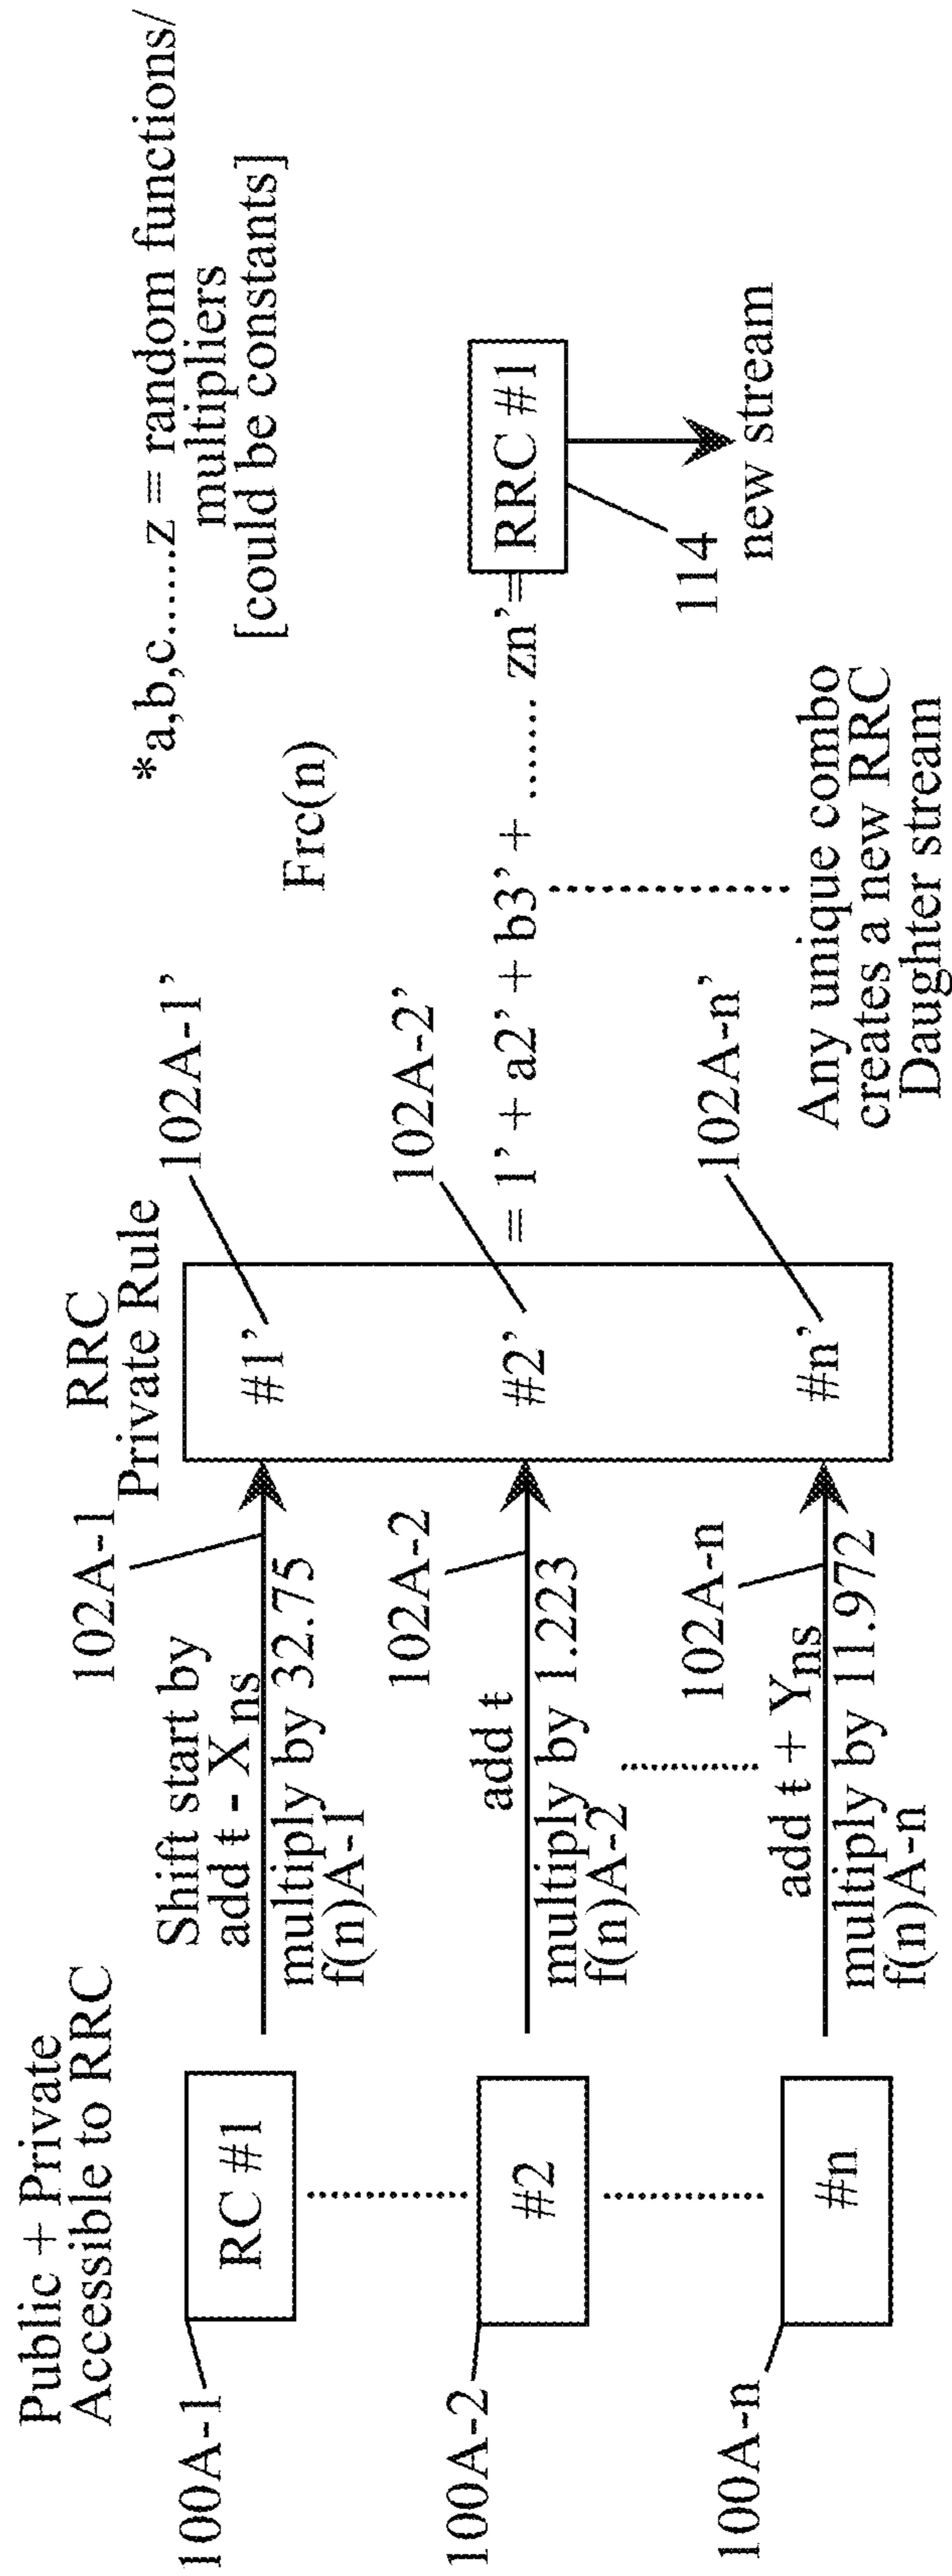 Public + Private
Accessible to RRC
100A-1
RC #1
100A-2
#2
100A-n
#n
Shift start by
add t - Xns
multiply by 32.75
f(n)A-1
102A-1
add t
multiply by 1.223
f(n)A-2
102A-2
add t + Yns
multiply by 11.972
f(n)A-n
102A-n
RRC
Private Rule
#1’
#2’
#n’
102A-1’
102A-2’
102A-n’
= 1’ + a2’ + b3’ + ....... zn’=
Frc(n)
*a,b,c......z = random functions/
multipliers
[could be constants]
RRC #1
114
new stream
Any unique combo
creates a new RRC
Daughter stream